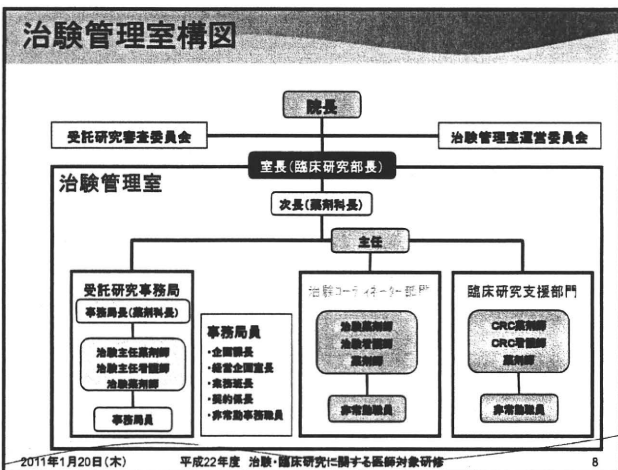 治験管理室構図
院長
受託研究審査委員会
治験管理室運営委員会
室長(臨床研究部長)
治験管理室
次長(薬剤科長)
主任
受託研究事務局
事務局長(薬剤科長)
治験主任薬剤師
治験主任看護師
治験薬剤師
事務局員
事務局員
・企画課長
・経営企画室長
・業務班長
・契約係長
・非常勤事務職員
治験コーディネーター部門
治験薬剤師
治験看護師
薬剤師
非常勤職員
臨床研究支援部門
CRC薬剤師
CRC看護師
薬剤師
非常勤職員
2011年1月20日(木)
平成22年度 治験・臨床研究に関する医師対象研修
8